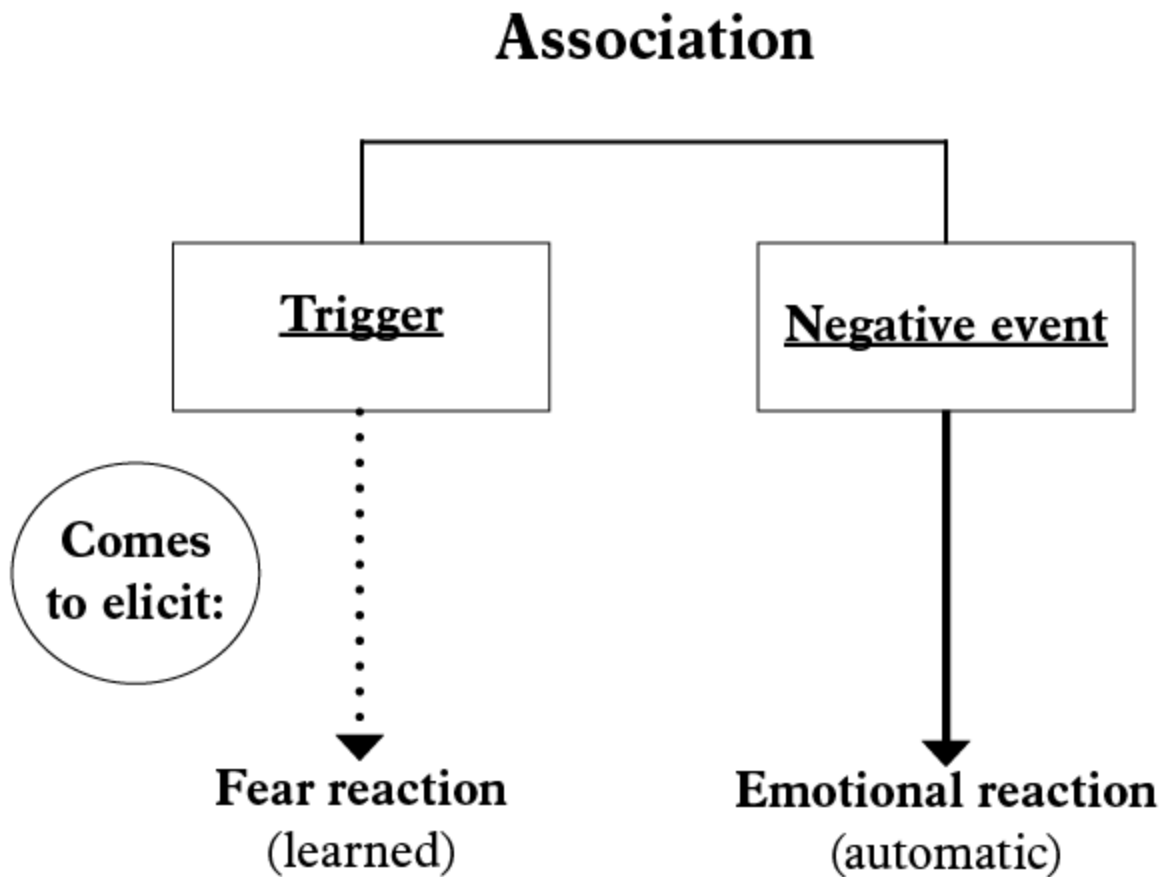 Association
Trigger
Negative event
Comes
to elicit:
Fear reaction
(learned)
Emotional reaction
(automatic)